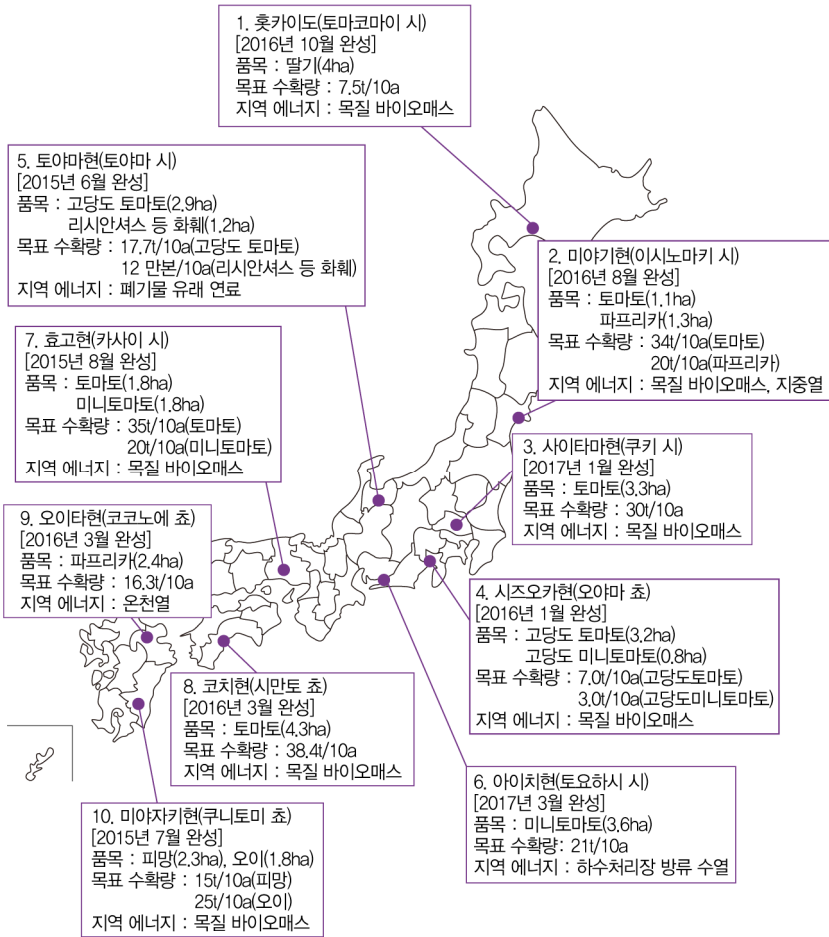 1. 홋카이도(토마코마이 시)
[2016년 10월 완성]
품목 : 딸기(4ha)
목표 수확량 : 7.5t/10a
지역 에너지 : 목질 바이오매스
5. 토야마현(토야마 시)
[2015년 6월 완성]
품목 : 고당도 토마토(2.9ha)
리시안셔스 등 화훼(1.2ha)
목표 수확량 : 17.7t/10a(고당도 토마토)
12 만본/10a(리시안셔스 등 화훼)
지역 에너지 : 폐기물 유래 연료
2. 미야기현(이시노마키 시)
[2016년 8월 완성]
품목 : 토마토(1.1ha)
파프리카(1.3ha)
목표 수확량 : 34t/10a(토마토)
20t/10a(파프리카)
지역 에너지 : 목질 바이오매스, 지중열
7. 효고현(카사이 시)
[2015년 8월 완성]
품목 : 토마토(1.8ha)
미니토마토(1.8ha)
목표 수확량 : 35t/10a(토마토)
20t/10a(미니토마토)
지역 에너지 : 목질 바이오매스
3. 사이타마현(쿠키 시)
[2017년 1월 완성]
품목 : 토마토(3.3ha)
목표 수확량 : 30t/10a
지역 에너지 : 목질 바이오매스
9. 오이타현(코코노에 쵸)
[2016년 3월 완성]
품목 : 파프리카(2.4ha)
목표 수확량 : 16.3t/10a
지역 에너지 : 온천열
4. 시즈오카현(오야마 쵸)
[2016년 1월 완성]
품목 : 고당도 토마토(3.2ha)
고당도 미니토마토(0.8ha)
목표 수확량 : 7.0t/10a(고당도토마토)
3.0t/10a(고당도미니토마토)
지역 에너지 : 목질 바이오매스
8. 코치현(시만토 쵸)
[2016년 3월 완성]
품목 : 토마토(4.3ha)
목표 수확량 : 38.4t/10a
지역 에너지 : 목질 바이오매스
6. 아이치현(토요하시 시)
[2017년 3월 완성]
품목 : 미니토마토(3.6ha)
목표 수확량: 21t/10a
지역 에너지 : 하수처리장 방류 수열
10. 미야자키현(쿠니토미 쵸)
[2015년 7월 완성]
품목 : 피망(2.3ha), 오이(1.8ha)
목표 수확량 : 15t/10a(피망)
25t/10a(오이)
지역 에너지 : 목질 바이오매스